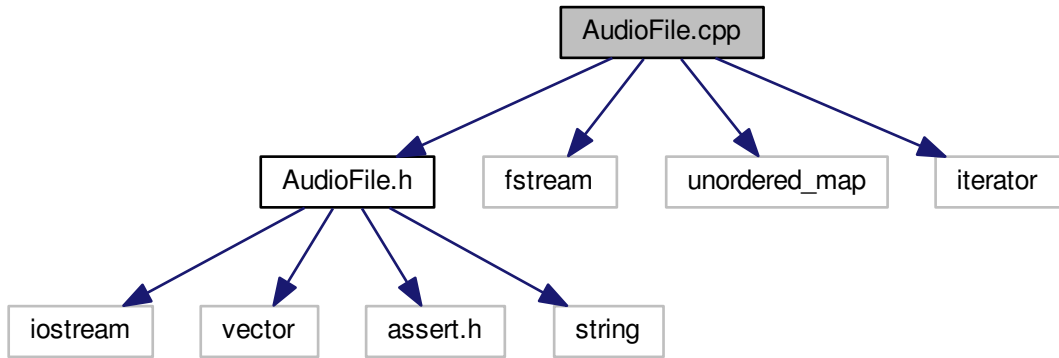 AudioFile.cpp
AudioFile.h
fstream
unordered_map
iterator
iostream
vector
assert.h
string